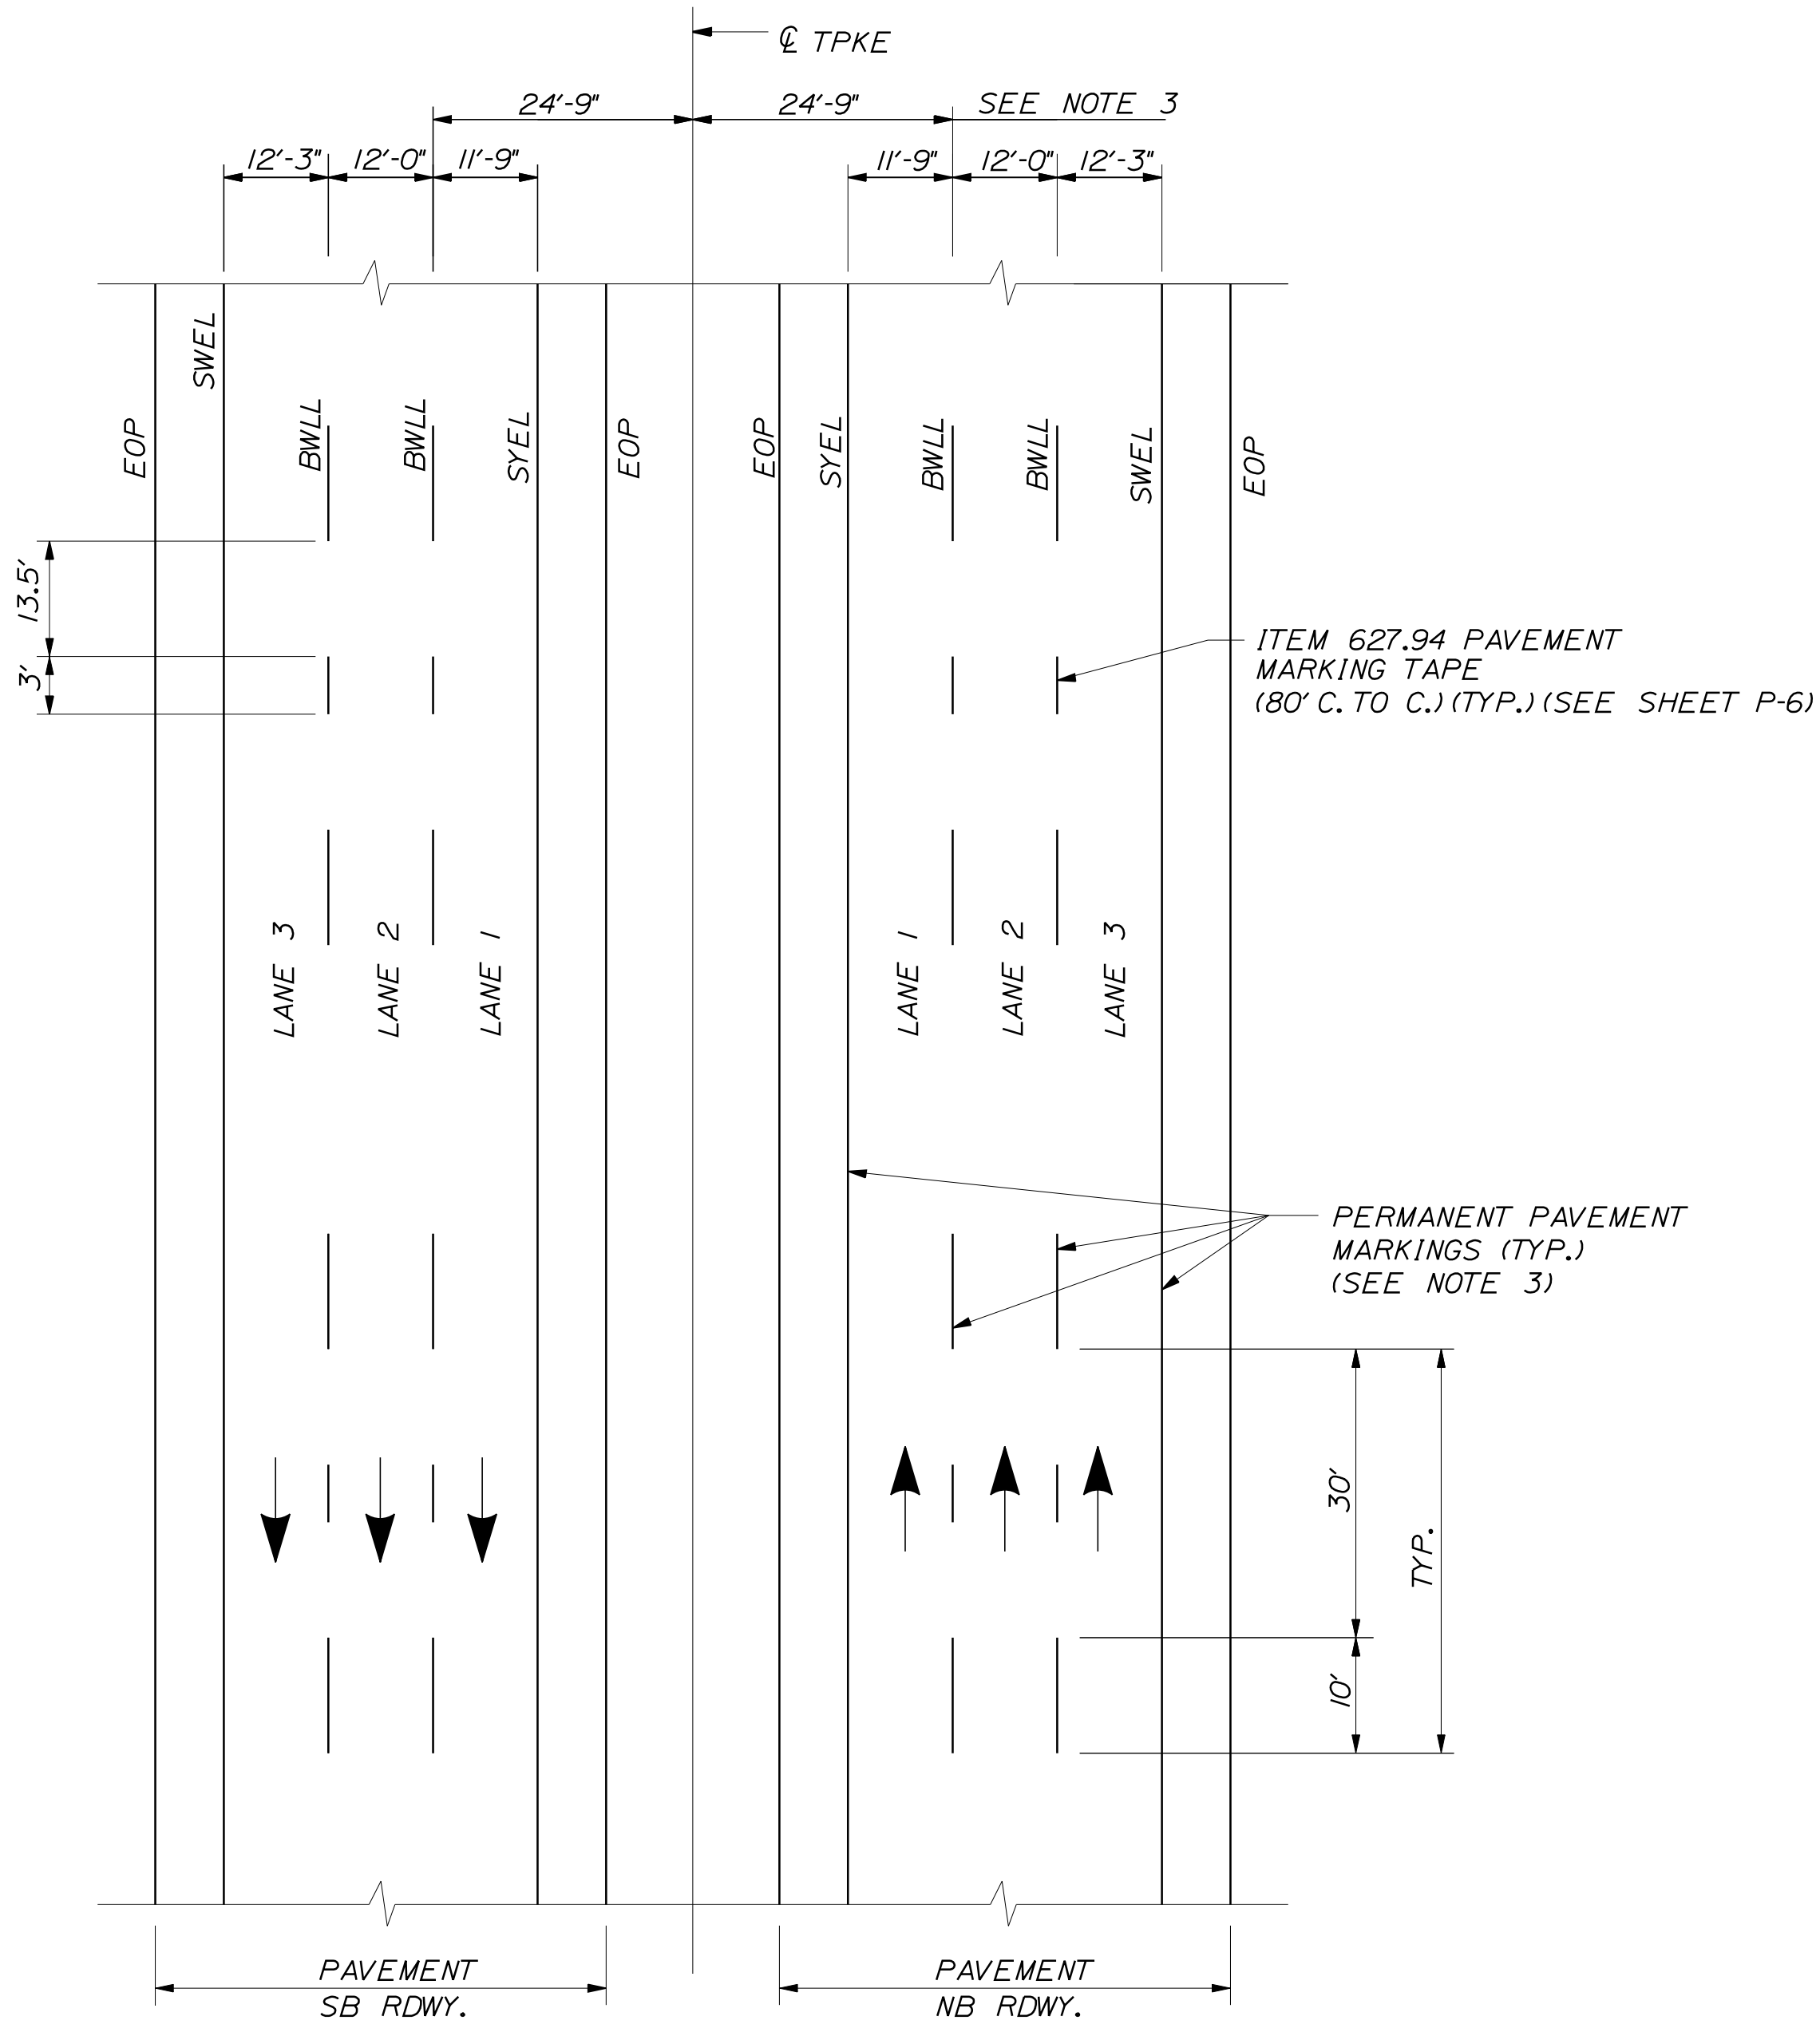 ℄ TPKE
24'-9" 24'-9" SEE NOTE 3
12'-3" 12'-0" 11'-9" 11'-9" 12'-0" 12'-3"
SWEL
EOP
BWLL
BWLL
SYEL
EOP
EOP
SYEL
BWLL
BWLL
SWEL
EOP
13.5'
3'
ITEM 627.94 PAVEMENT
MARKING TAPE
(80' C. TO C.) (TYP.) (SEE SHEET P-6)
LANE 3
LANE 2
LANE 1
LANE 1
LANE 2
LANE 3
PERMANENT PAVEMENT
MARKINGS (TYP.)
(SEE NOTE 3)
30'
TYP.
10'
PAVEMENT
SB RDWY.
PAVEMENT
NB RDWY.